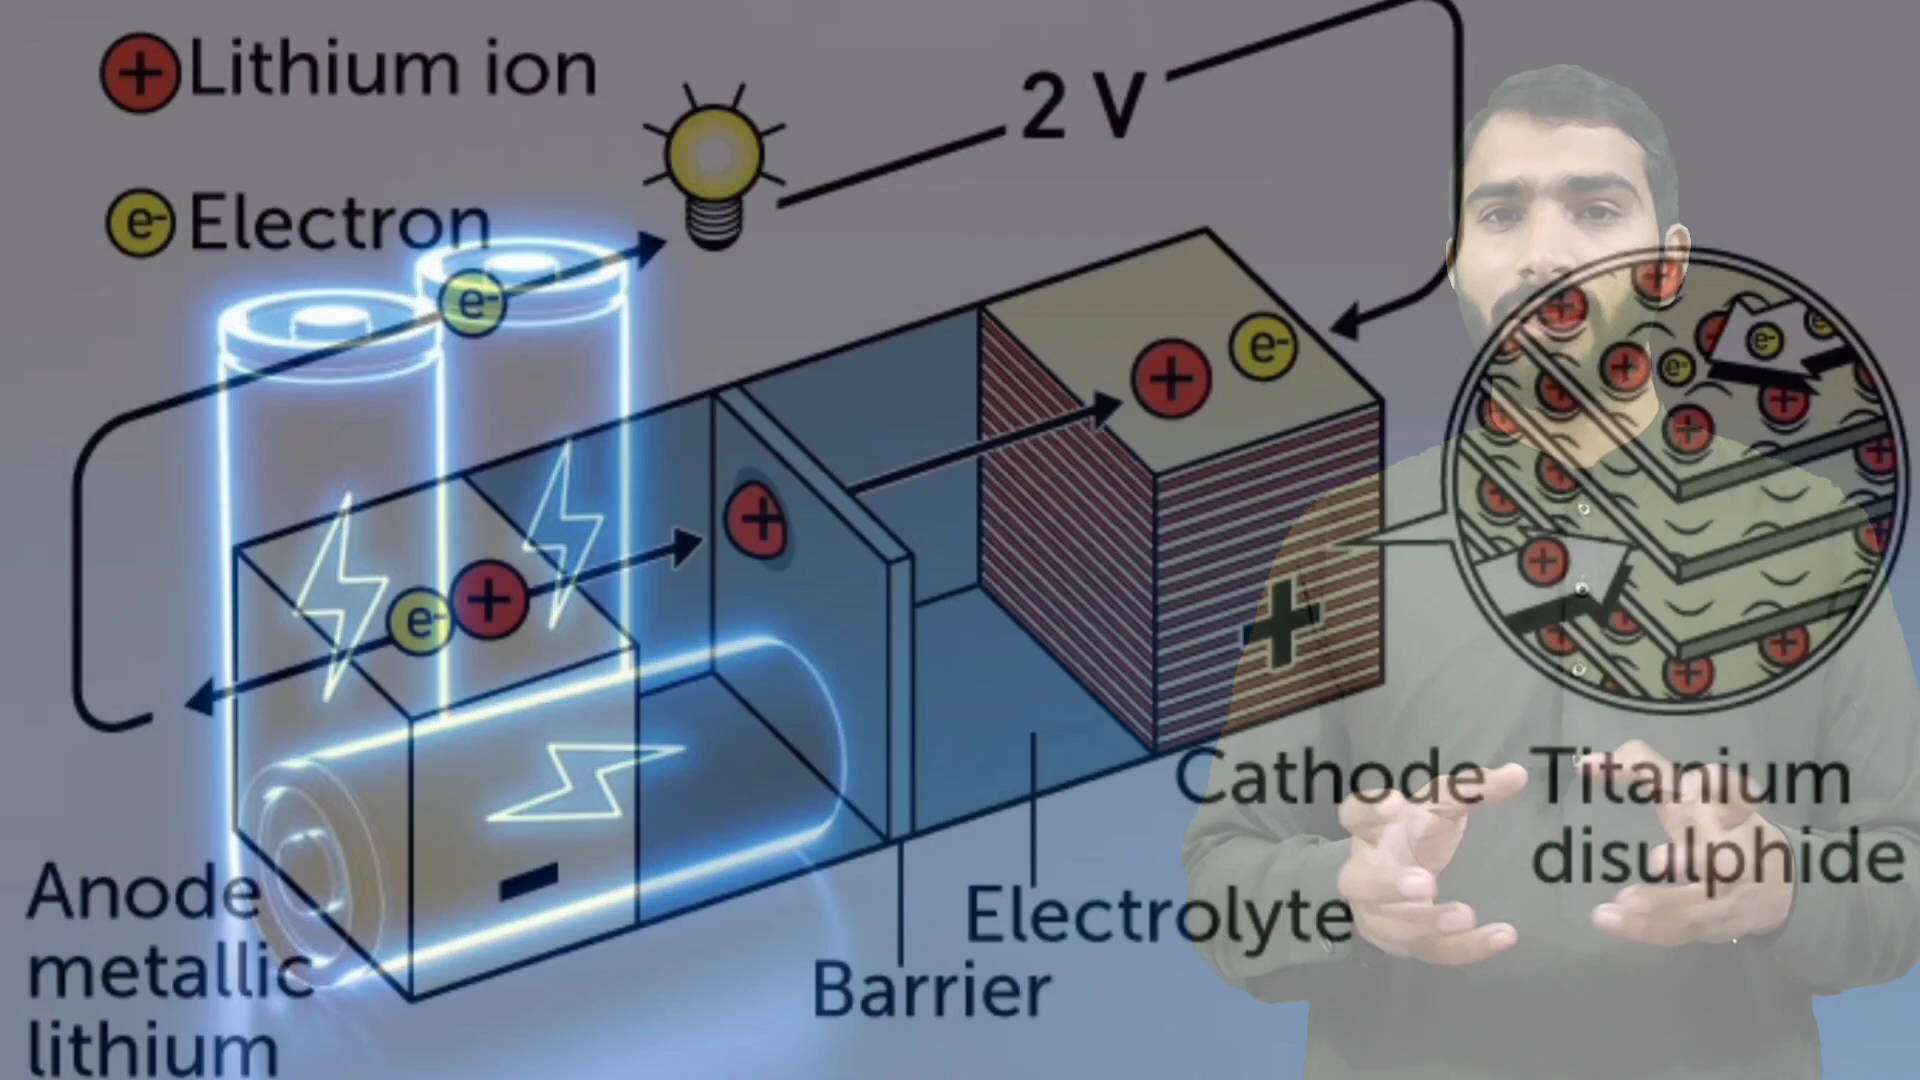 + Lithium ion
e- Electron
2 V
e-
+
e-
+
e-
+
+
-
Anode
metallic
lithium
Barrier
Electrolyte
Cathode
Titanium
disulphide